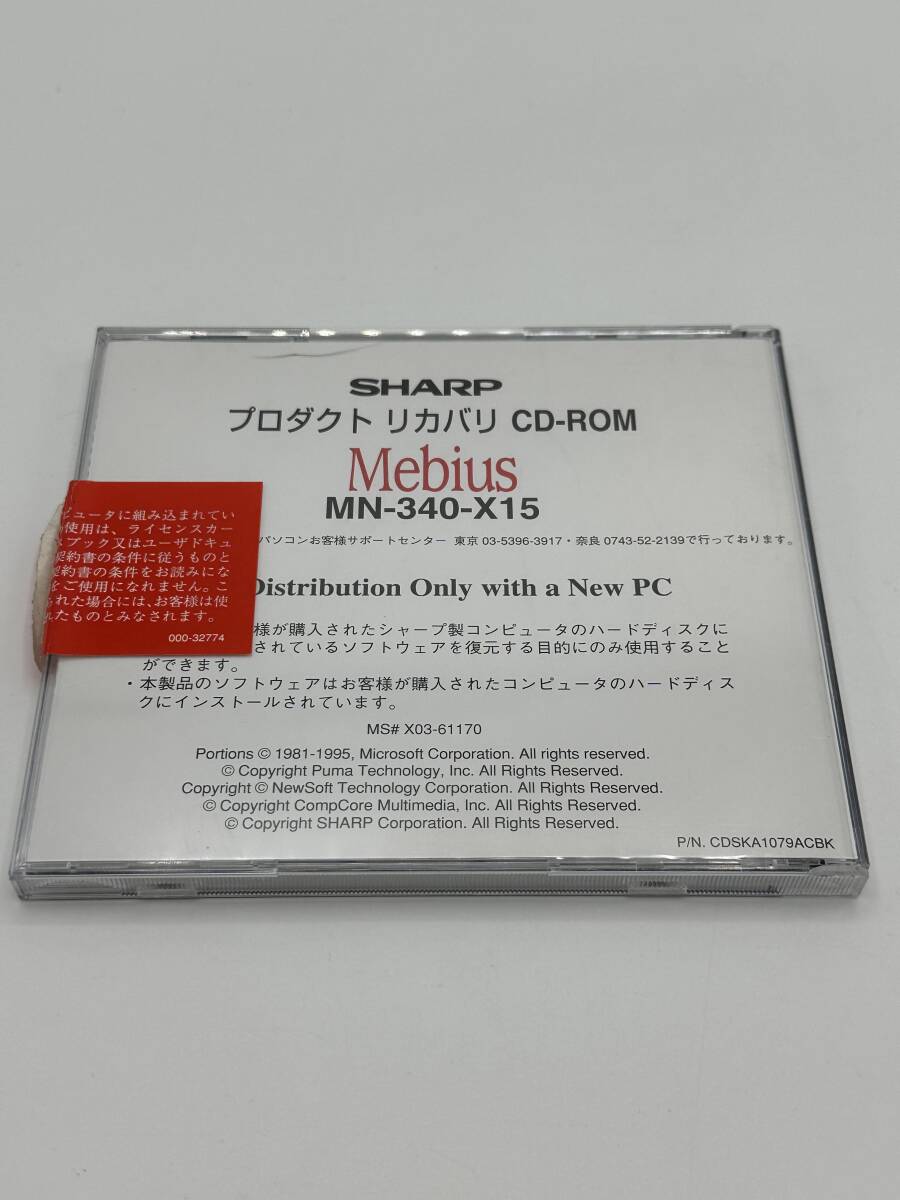 SHARP
プロダクト リカバリ CD-ROM
Mebius
MN-340-X15
パソコンお客様サポートセンター 東京 03-5396-3917・奈良 0743-52-2139で行っております。
Distribution Only with a New PC
様が購入されたシャープ製コンピュータのハードディスクに
されているソフトウェアを復元する目的にのみ使用すること
ができます。
・本製品のソフトウェアはお客様が購入されたコンピュータのハードディス
クにインストールされています。
MS# X03-61170
Portions © 1981-1995, Microsoft Corporation. All rights reserved.
© Copyright Puma Technology, Inc. All Rights Reserved.
Copyright © NewSoft Technology Corporation. All Rights Reserved.
© Copyright CompCore Multimedia, Inc. All Rights Reserved.
© Copyright SHARP Corporation. All Rights Reserved.
P/N. CDSKA1079ACBK
ピュータに組み込まれてい
使用は、ライセンスカー
ブック又はユーザドキュ
契約書の条件に従うものと
契約書の条件をお読みにな
をご使用になれません。こ
られた場合には、お客様は使
たものとみなされます。
000-32774